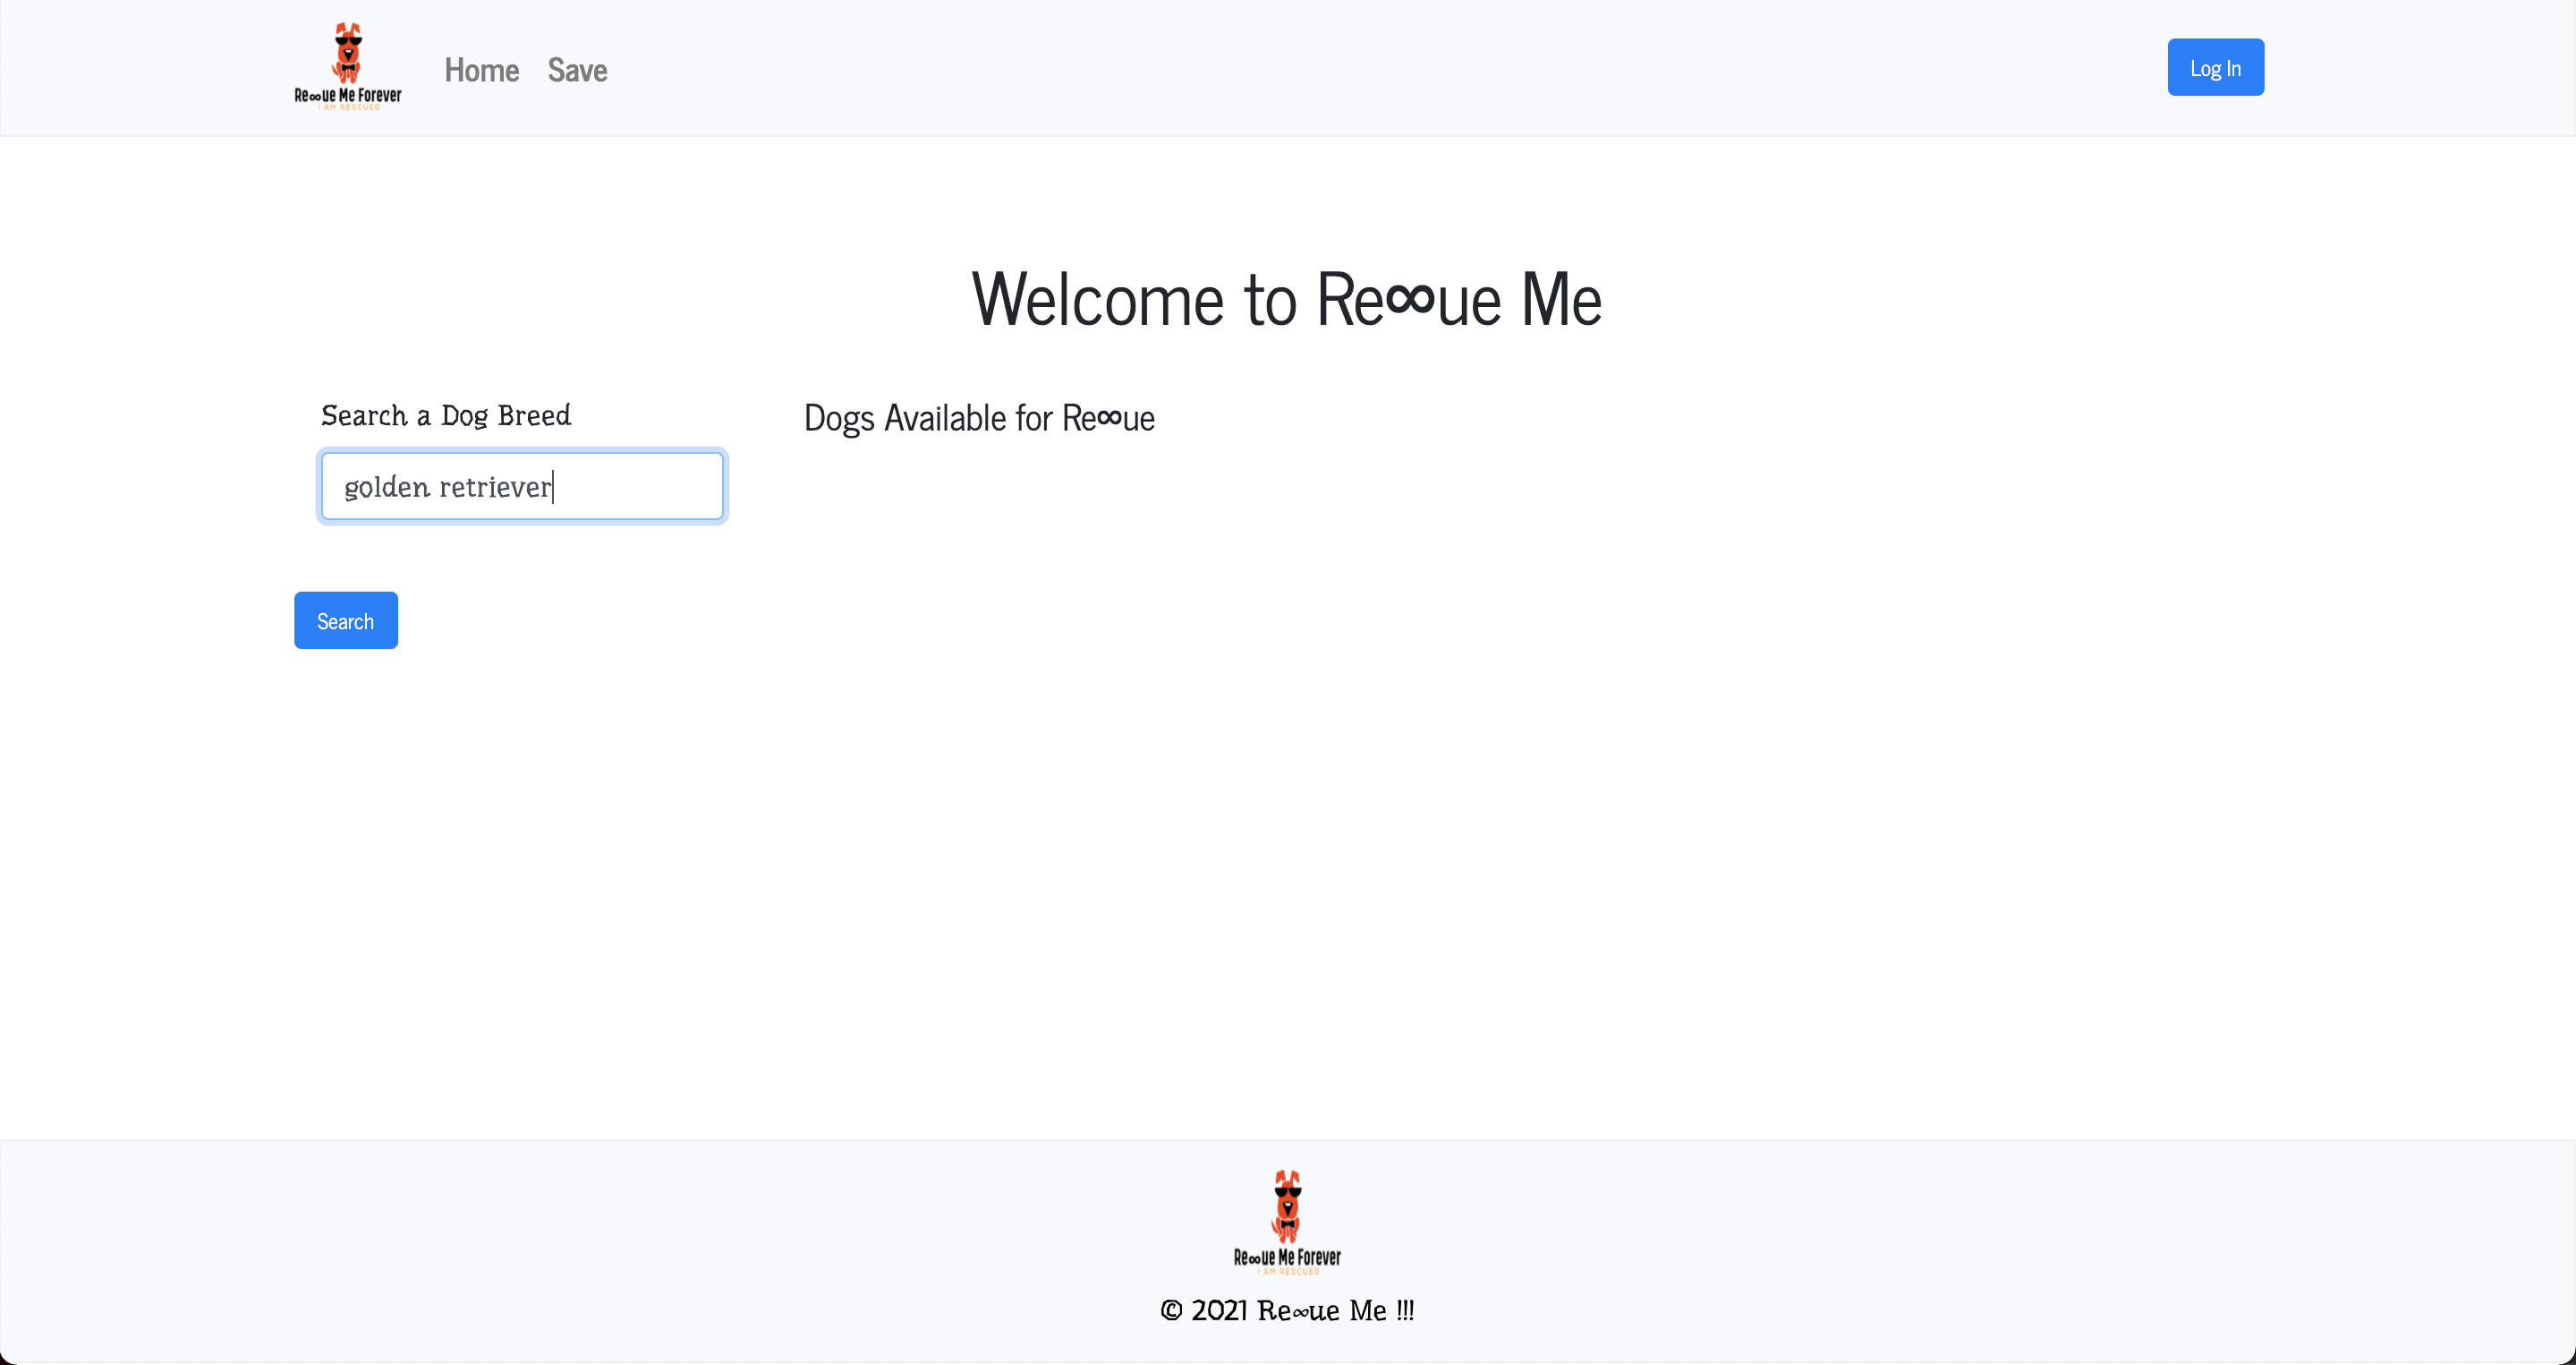 Re∞ue Me Forever
I AM RESCUED
Home Save
Log In
Welcome to Re∞ue Me
Search a Dog Breed
golden retriever
Search
Dogs Available for Re∞ue
Re∞ue Me Forever
I AM RESCUED
© 2021 Re∞ue Me !!!